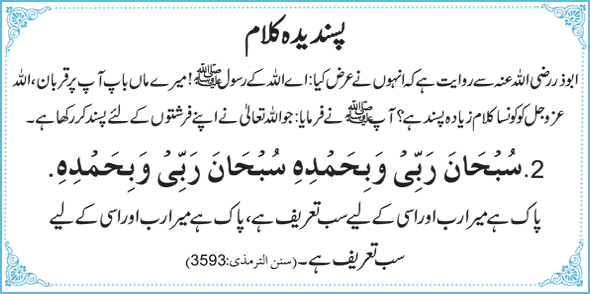 پسندیدہ کلام
ابوذر رضی اللہ عنہ سے روایت ہے کہ انہوں نے عرض کیا: اے اللہ کے رسول ﷺ! میرے ماں باپ آپ پر قربان، اللہ
عزوجل کو کونسا کلام زیادہ پسند ہے؟ آپ ﷺ نے فرمایا: جو اللہ تعالیٰ نے اپنے فرشتوں کے لئے پسند کر رکھا ہے۔
2. سُبْحَانَ رَبِّیْ وَبِحَمْدِہٖ سُبْحَانَ رَبِّیْ وَبِحَمْدِہٖ.
پاک ہے میرا رب اور اسی کے لیے سب تعریف ہے، پاک ہے میرا رب اور اسی کے لیے
سب تعریف ہے۔ (سنن الترمذی: 3593)